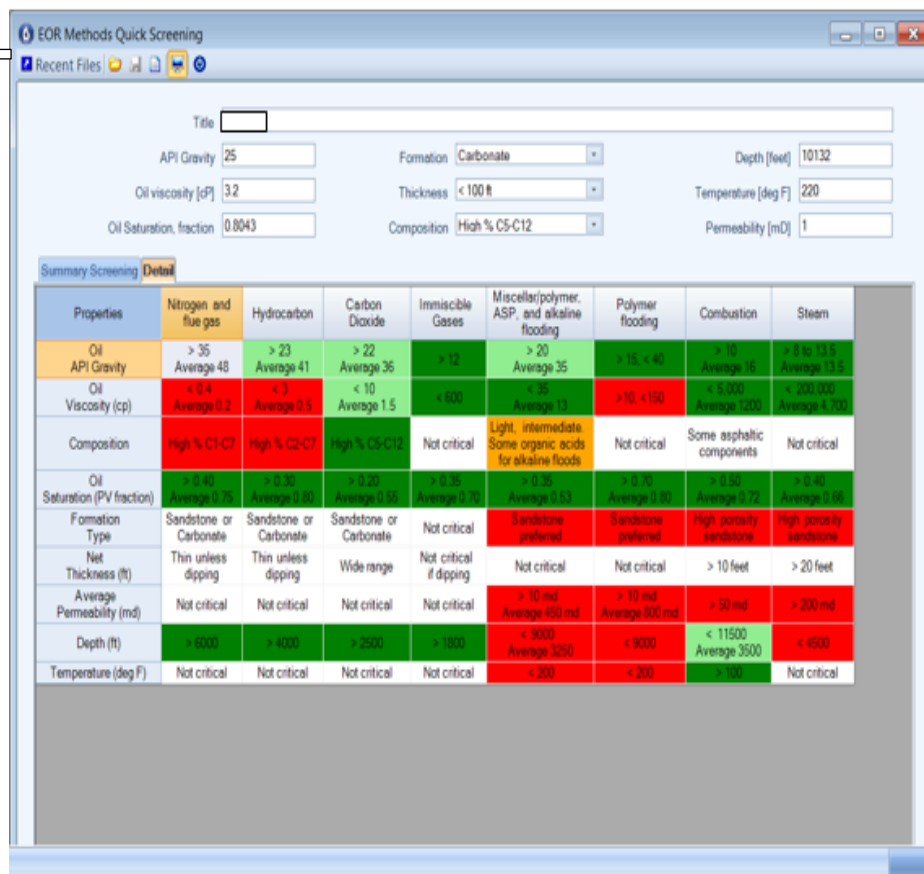 EOR Methods Quick Screening
Recent Files
Title
API Gravity 25 Formation Carbonate Depth [feet] 10132
Oil viscosity [cP] 3.2 Thickness < 100 ft Temperature [deg F] 220
Oil Saturation, fraction 0.8043 Composition High % C5-C12 Permeability [mD] 1
Summary Screening Detail
Properties
Nitrogen and
flue gas
Hydrocarbon
Carbon
Dioxide
Immiscible
Gases
Miscellar/polymer,
ASP, and alkaline
flooding
Polymer
flooding
Combustion
Steam
Oil
API Gravity
> 35
Average 48
> 23
Average 41
> 22
Average 36
> 12
> 20
Average 35
> 15, < 40
> 10
Average 16
> 8 to 13.5
Average 13.5
Oil
Viscosity (cp)
< 0.4
Average 0.2
< 3
Average 0.5
< 10
Average 1.5
< 600
< 35
Average 13
>10, <150
< 5,000
Average 1200
< 200,000
Average 4,700
Composition
High % C1-C7
High % C2-C7
High % C5-C12
Not critical
Light, intermediate.
Some organic acids
for alkaline floods
Not critical
Some asphaltic
components
Not critical
Oil
Saturation (PV fraction)
> 0.40
Average 0.75
> 0.30
Average 0.80
> 0.20
Average 0.55
> 0.35
Average 0.70
> 0.35
Average 0.53
> 0.70
Average 0.80
> 0.50
Average 0.72
> 0.40
Average 0.66
Formation
Type
Sandstone or
Carbonate
Sandstone or
Carbonate
Sandstone or
Carbonate
Not critical
Sandstone
preferred
Sandstone
preferred
High porosity
sandstone
High porosity
sandstone
Net
Thickness (ft)
Thin unless
dipping
Thin unless
dipping
Wide range
Not critical
if dipping
Not critical
Not critical
> 10 feet
> 20 feet
Average
Permeability (md)
Not critical
Not critical
Not critical
Not critical
> 10 md
Average 450 md
> 10 md
Average 800 md
> 50 md
> 200 md
Depth (ft)
> 6000
> 4000
> 2500
> 1800
< 9000
Average 3250
< 9000
< 11500
Average 3500
< 4500
Temperature (deg F)
Not critical
Not critical
Not critical
Not critical
< 200
< 200
> 100
Not critical